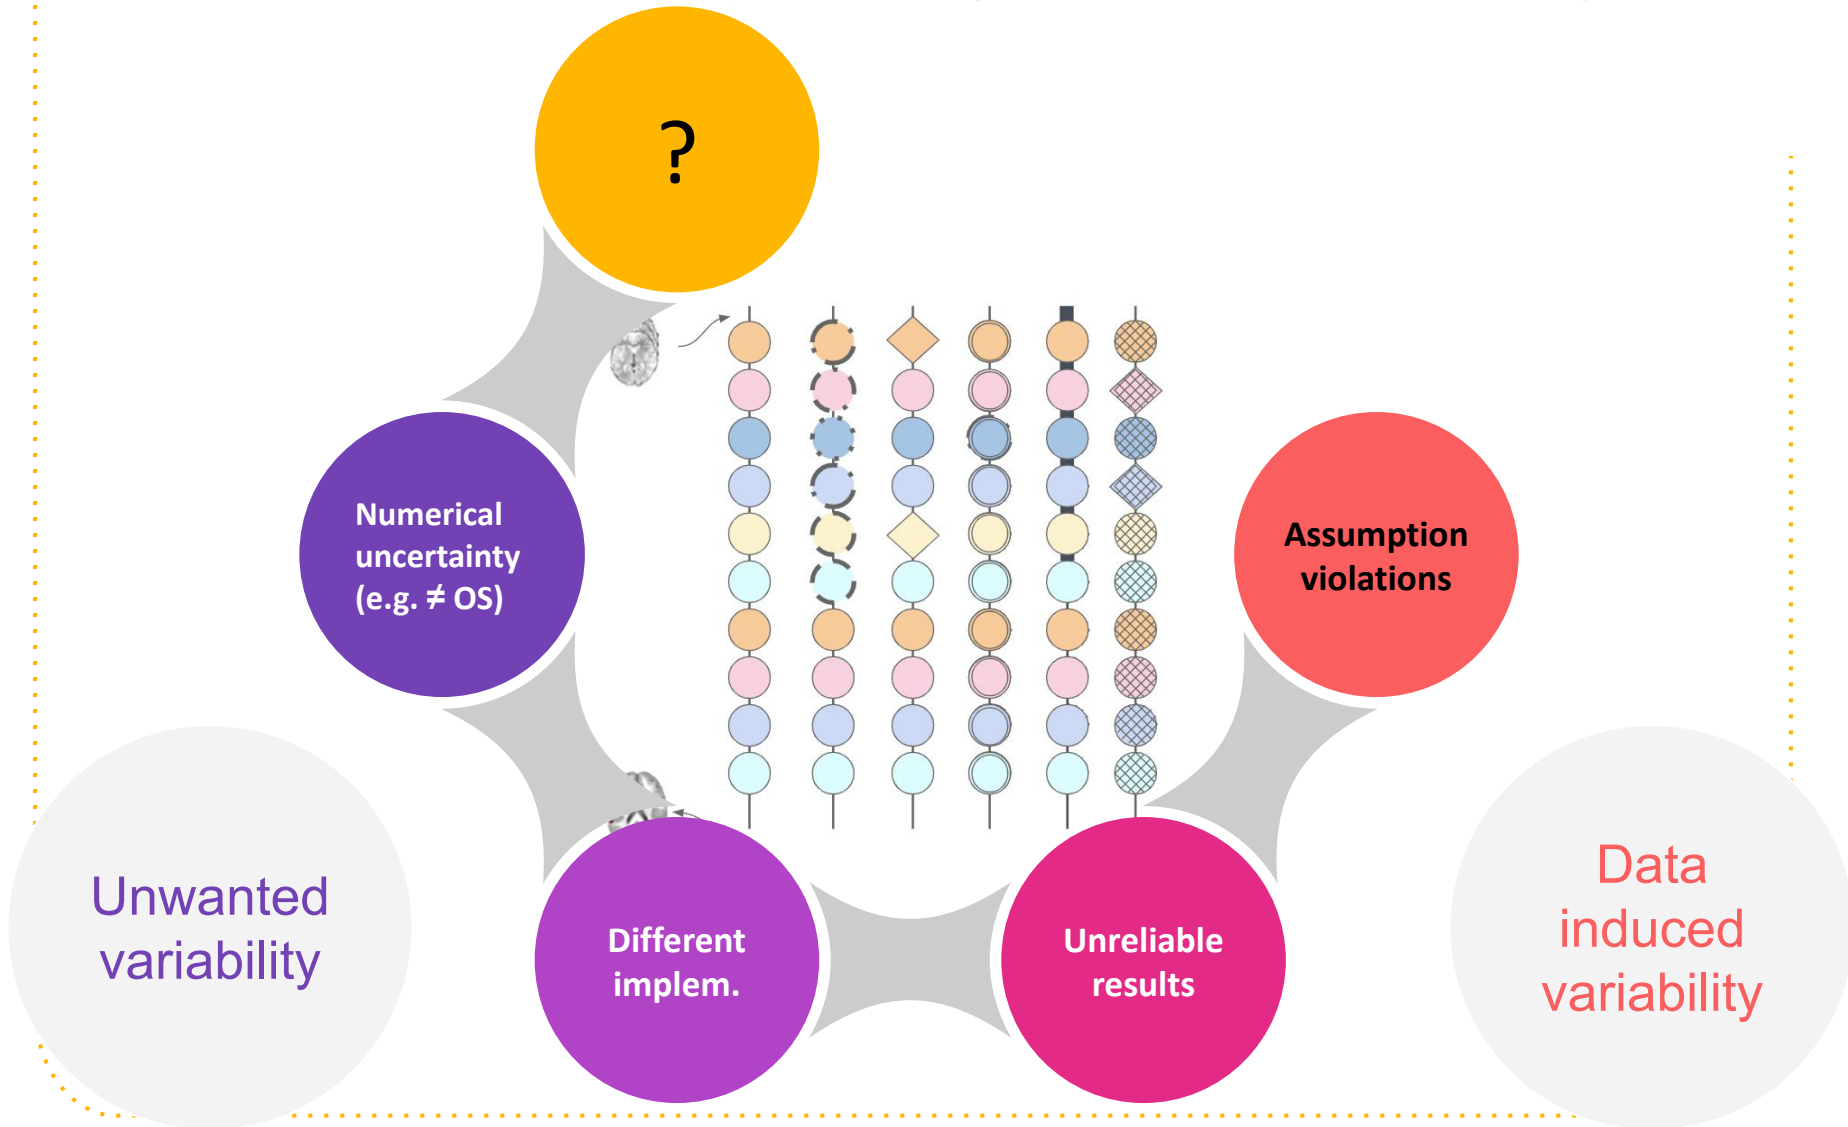 ?
Numerical
uncertainty
(e.g. ≠ OS)
Assumption
violations
Unwanted
variability
Different
implem.
Unreliable
results
Data
induced
variability